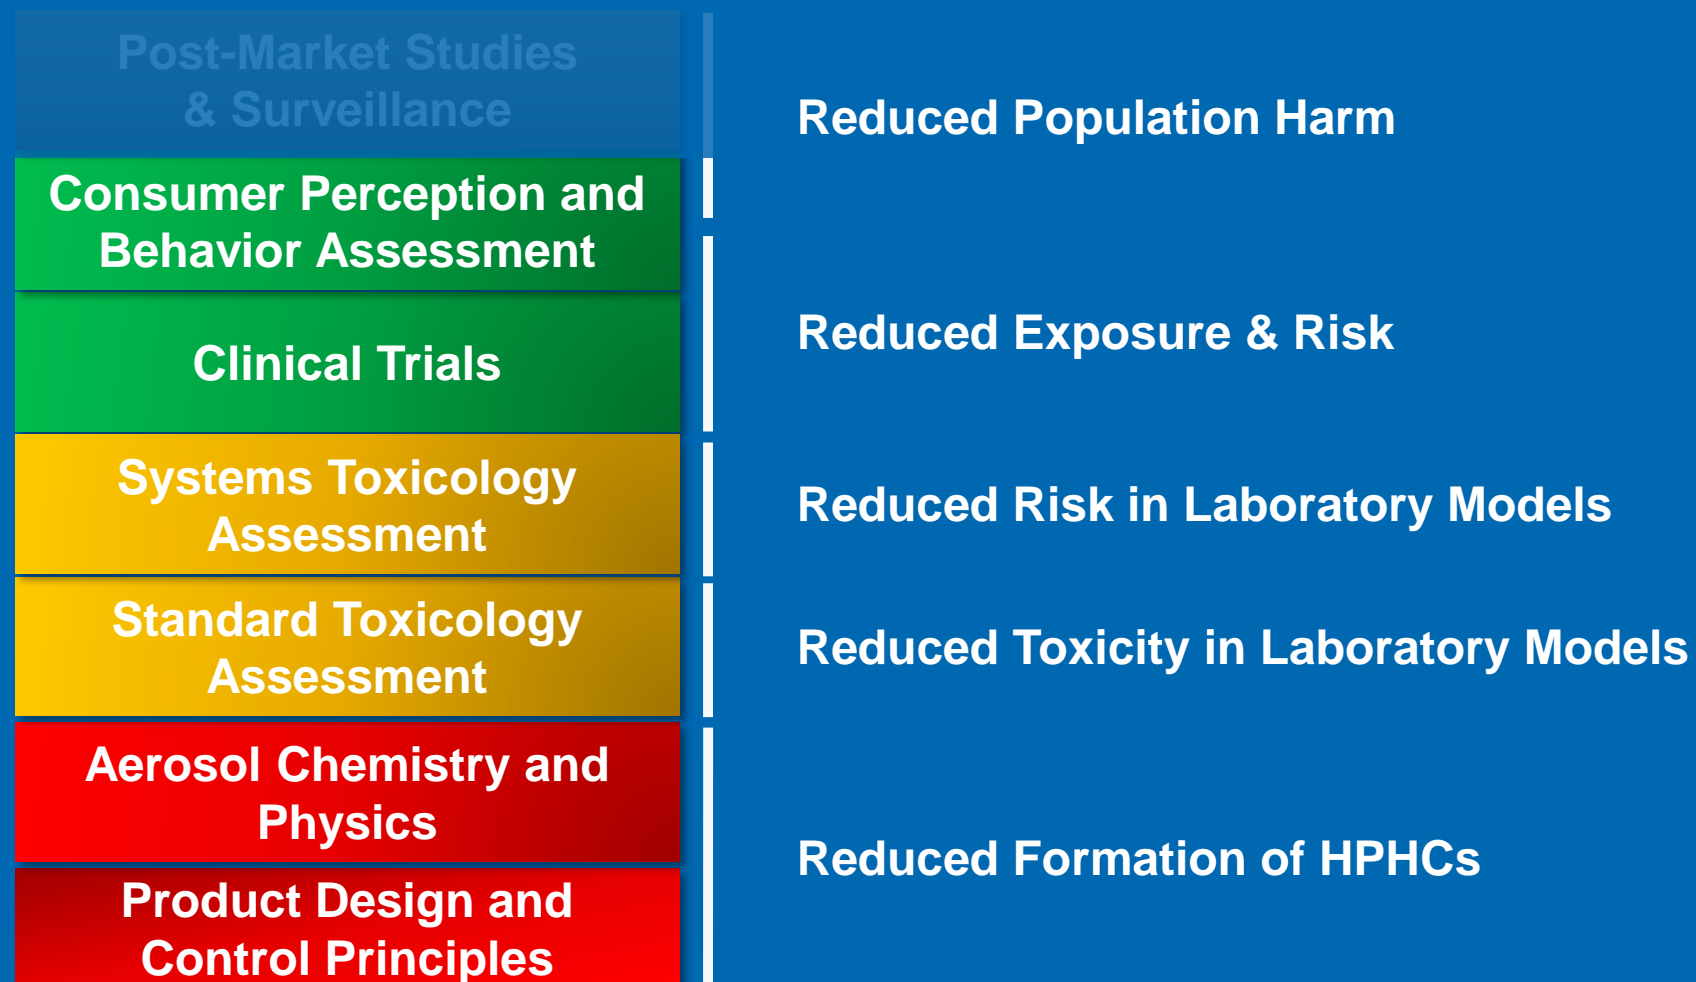 Post-Market Studies
& Surveillance
Reduced Population Harm
Consumer Perception and
Behavior Assessment
Clinical Trials
Reduced Exposure & Risk
Systems Toxicology
Assessment
Reduced Risk in Laboratory Models
Standard Toxicology
Assessment
Reduced Toxicity in Laboratory Models
Aerosol Chemistry and
Physics
Product Design and
Control Principles
Reduced Formation of HPHCs